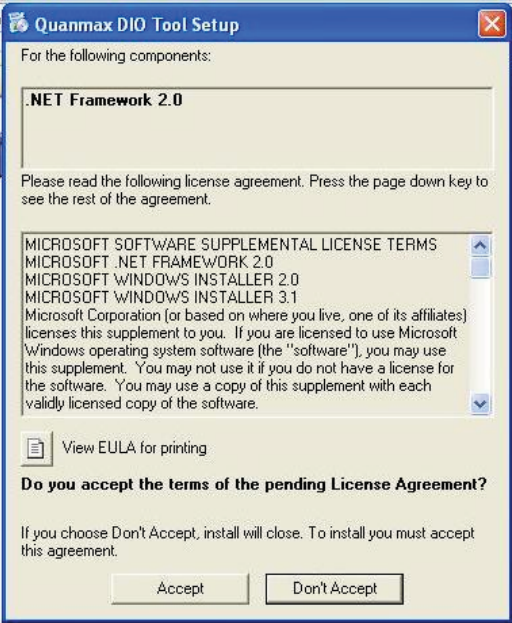 Quanmax DIO Tool Setup
For the following components:
.NET Framework 2.0
Please read the following license agreement. Press the page down key to
see the rest of the agreement.
MICROSOFT SOFTWARE SUPPLEMENTAL LICENSE TERMS
MICROSOFT .NET FRAMEWORK 2.0
MICROSOFT WINDOWS INSTALLER 2.0
MICROSOFT WINDOWS INSTALLER 3.1
Microsoft Corporation (or based on where you live, one of its affiliates)
licenses this supplement to you.  If you are licensed to use Microsoft
Windows operating system software (the "software"), you may use
this supplement.  You may not use it if you do not have a license for
the software.  You may use a copy of this supplement with each
validly licensed copy of the software.
View EULA for printing
Do you accept the terms of the pending License Agreement?
If you choose Don't Accept, install will close. To install you must accept
this agreement.
Accept
Don't Accept